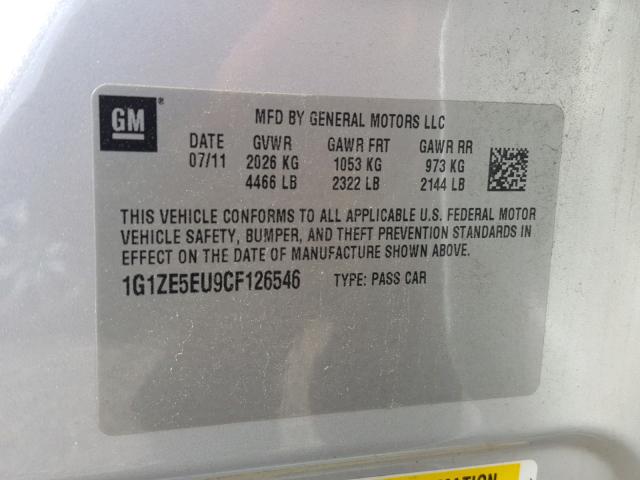 GM ®
MFD BY GENERAL MOTORS LLC
DATE GVWR GAWR FRT GAWR RR
07/11 2026 KG 1053 KG 973 KG
4466 LB 2322 LB 2144 LB
THIS VEHICLE CONFORMS TO ALL APPLICABLE U.S. FEDERAL MOTOR
VEHICLE SAFETY, BUMPER, AND THEFT PREVENTION STANDARDS IN
EFFECT ON THE DATE OF MANUFACTURE SHOWN ABOVE.
1G1ZE5EU9CF126546 TYPE: PASS CAR